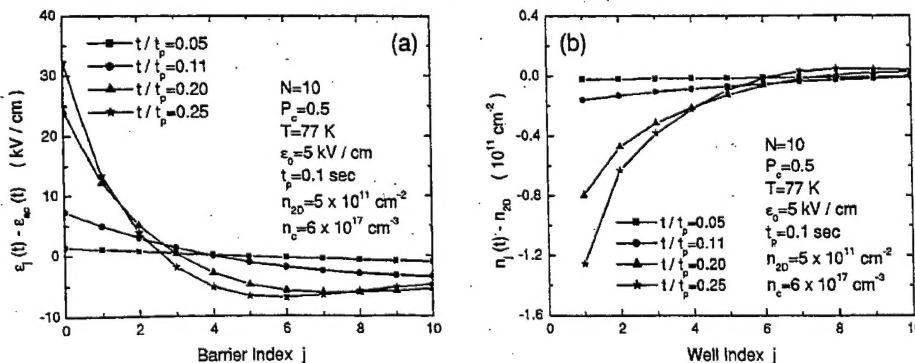 40
30
20
10
0
-10
0 2 4 6 8 10
Barrier Index j
ε_j (t) - ε_ac (t) ( kV / cm )
(a)
t / t_p=0.05
t / t_p=0.11
t / t_p=0.20
t / t_p=0.25
N=10
P_c=0.5
T=77 K
ε_0=5 kV / cm
t_p=0.1 sec
n_2D=5 x 10^11 cm^-2
n_c=6 x 10^17 cm^-3
0.0
-0.4
-0.8
-1.2
-1.6
0 2 4 6 8 10
Well Index j
n_j(t) - n_2D ( 10^11 cm^-2 )
(b)
N=10
P_c=0.5
T=77 K
ε_0=5 kV / cm
t_p=0.1 sec
n_2D=5 x 10^11 cm^-2
n_c=6 x 10^17 cm^-3
t / t_p=0.05
t / t_p=0.11
t / t_p=0.20
t / t_p=0.25